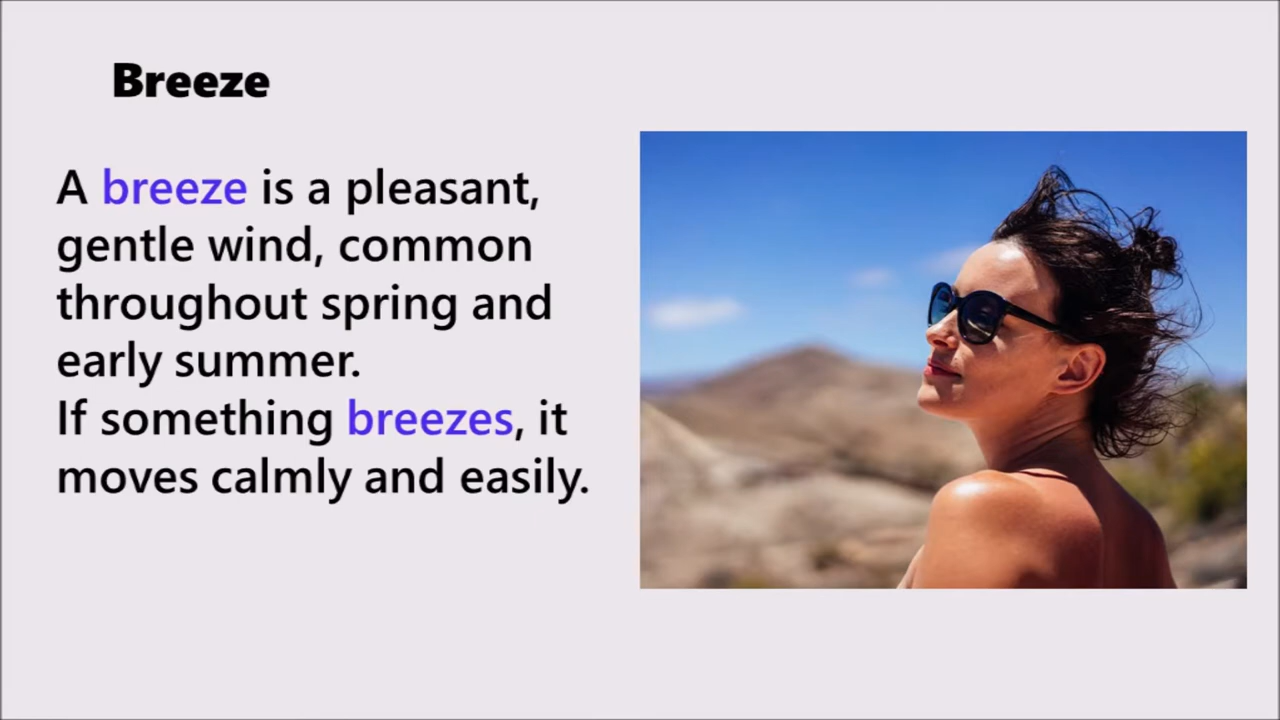 Breeze
A breeze is a pleasant,
gentle wind, common
throughout spring and
early summer.
If something breezes, it
moves calmly and easily.